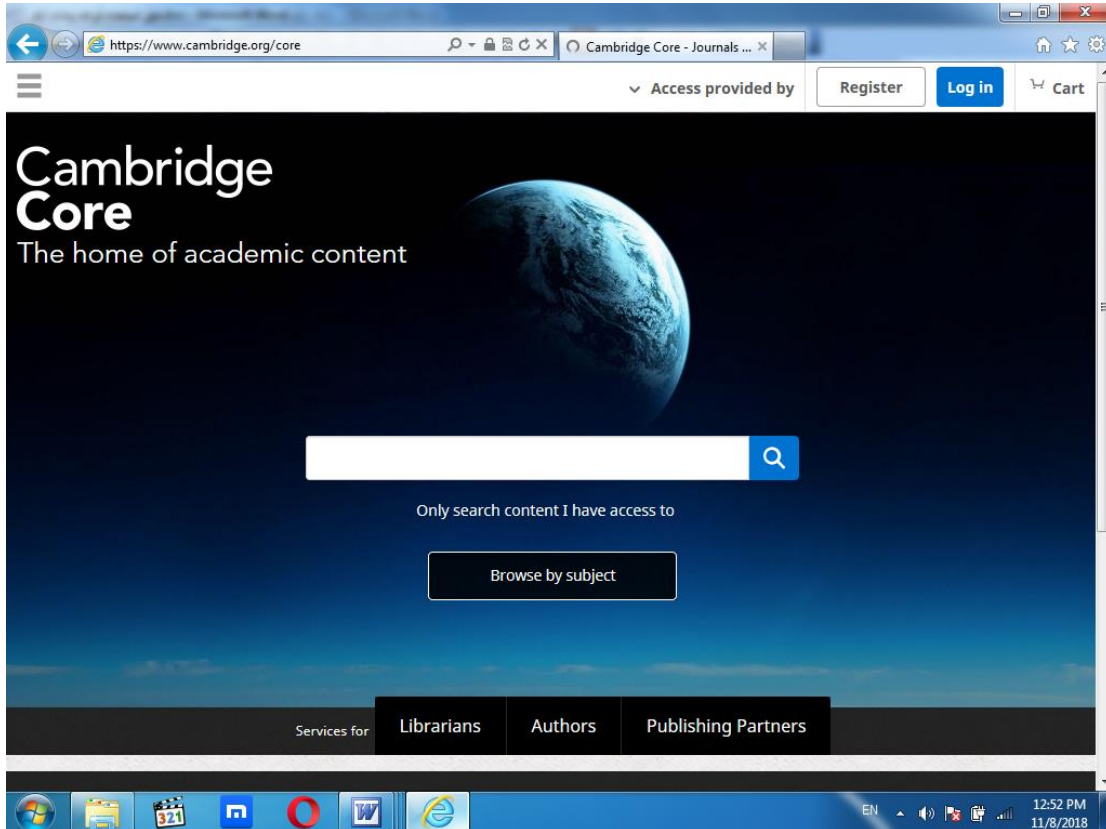 https://www.cambridge.org/core
Cambridge Core - Journals ...
Access provided by
Register
Log in
Cart
Cambridge
Core
The home of academic content
Only search content I have access to
Browse by subject
Services for
Librarians
Authors
Publishing Partners
321
W
EN
12:52 PM
11/8/2018